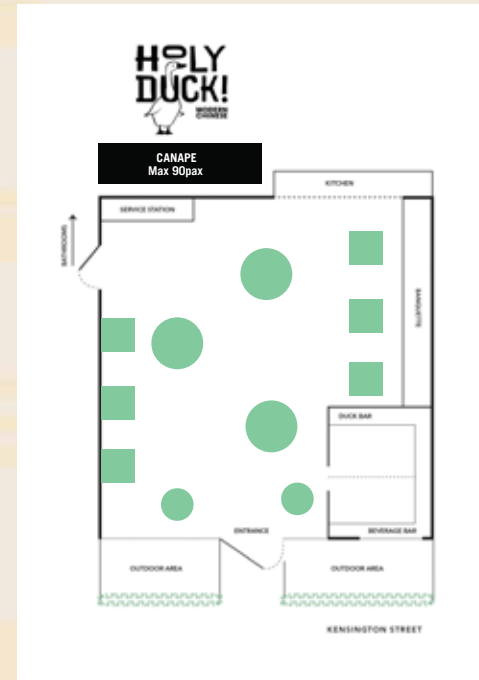 HOLY
DUCK!
MODERN
CHINESE
CANAPE
Max 90pax
KITCHEN
SERVICE STATION
BATHROOMS
BANQUETTE
DUCK BAR
ENTRANCE
BEVERAGE BAR
OUTDOOR AREA
OUTDOOR AREA
KENSINGTON STREET